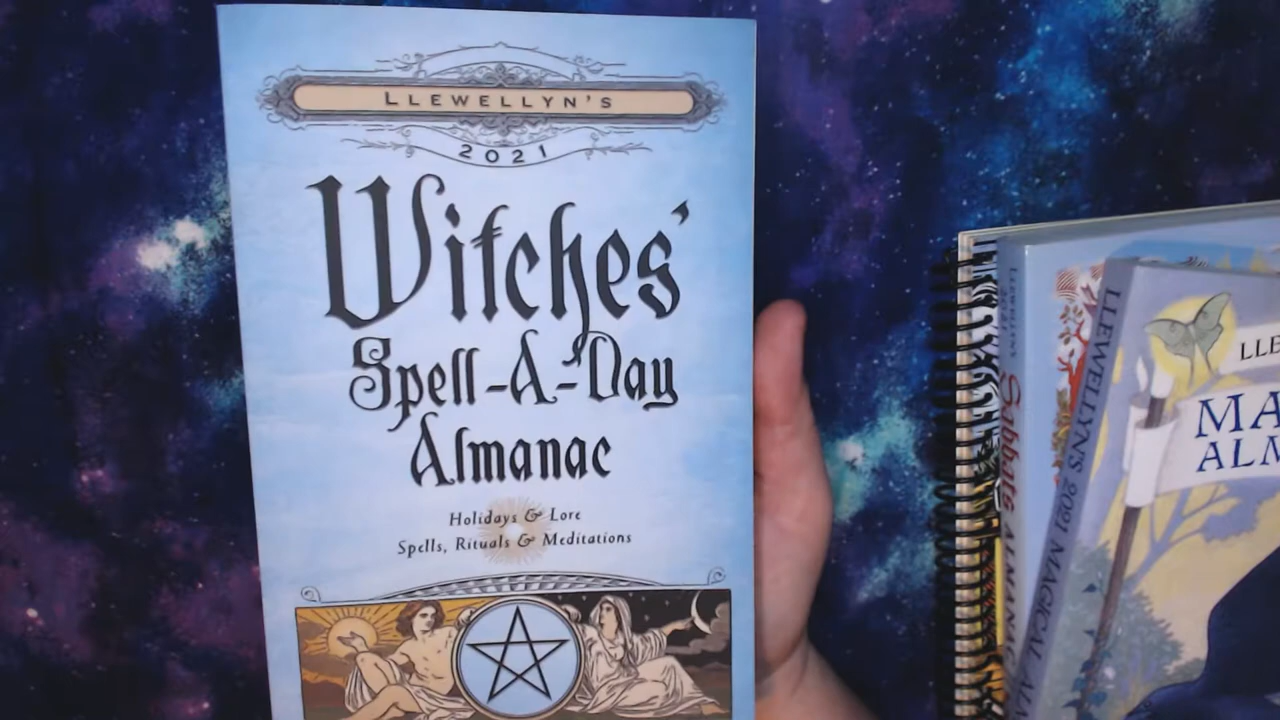 LLEWELLYN'S
2021
Witches'
Spell-A-Day
Almanac
Holidays & Lore
Spells, Rituals & Meditations
LLEWELLYN'S
2021
Sabbats ALMANAC
LLEWELLYN'S 2021 MAGICAL
LLE
MA
ALM